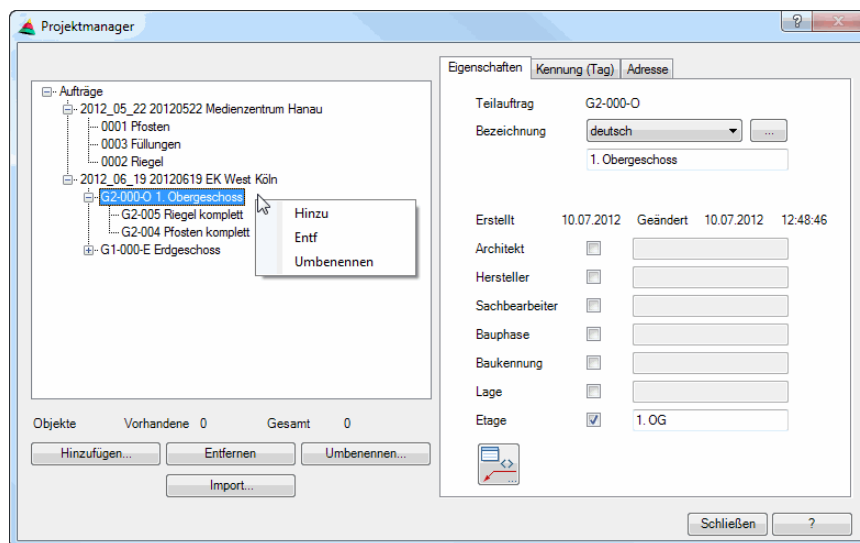 Projektmanager
?
Aufträge
2012_05_22 20120522 Medienzentrum Hanau
0001 Pfosten
0003 Füllungen
0002 Riegel
2012_06_19 20120619 EK West Köln
G2-000-O 1. Obergeschoss
G2-005 Riegel komplett
G2-004 Pfosten komplett
G1-000-E Erdgeschoss
Hinzu
Entf
Umbenennen
Objekte Vorhandene 0 Gesamt 0
Hinzufügen... Entfernen Umbenennen...
Import...
Eigenschaften Kennung (Tag) Adresse
Teilauftrag G2-000-O
Bezeichnung deutsch ...
1. Obergeschoss
Erstellt 10.07.2012 Geändert 10.07.2012 12:48:46
Architekt
Hersteller
Sachbearbeiter
Bauphase
Baukennung
Lage
Etage 1. OG
...
Schließen ?